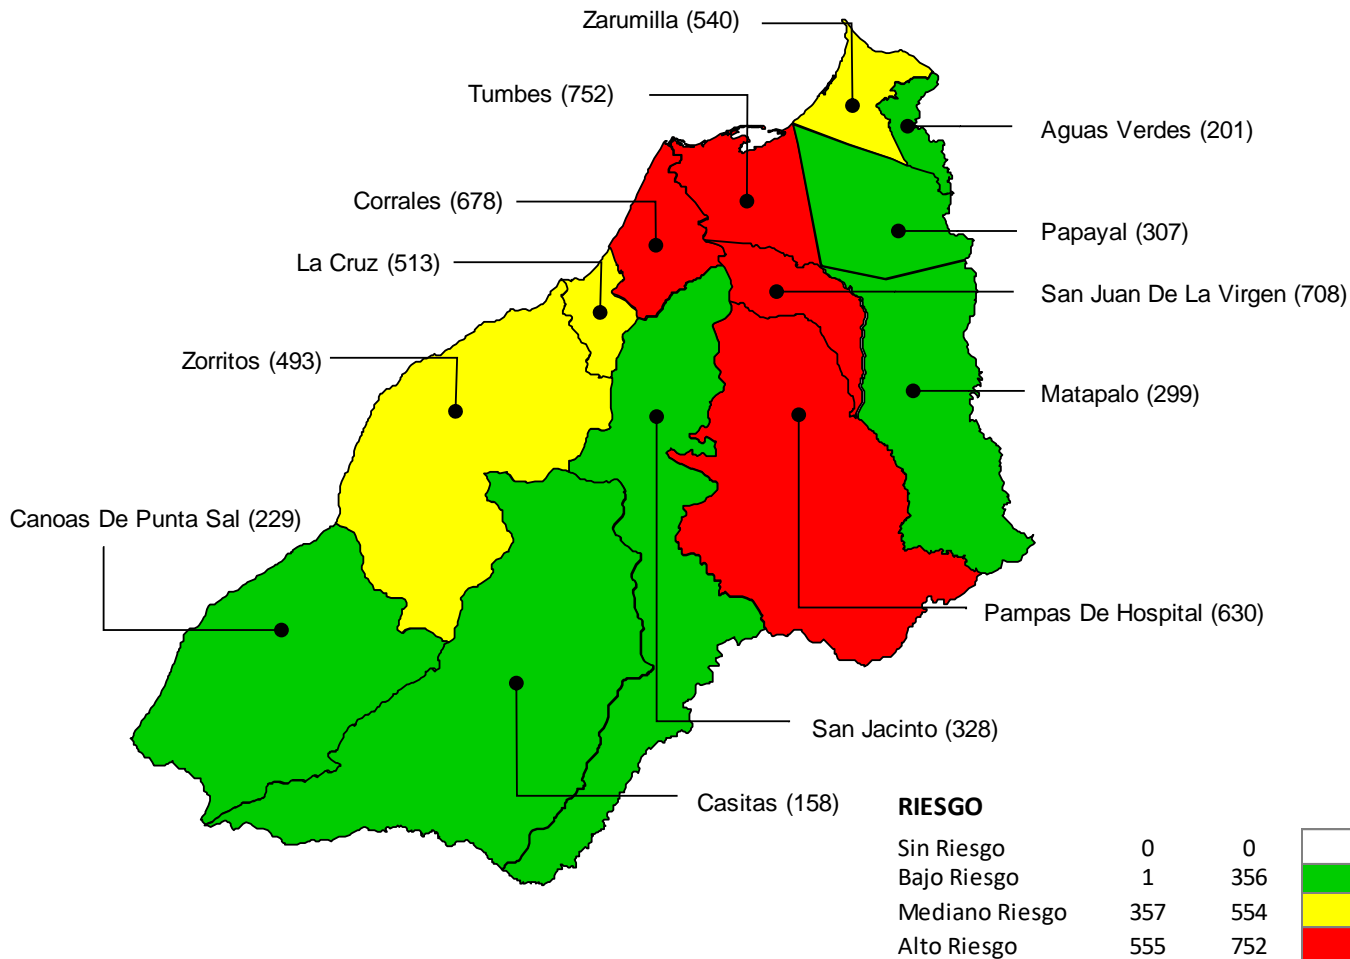 Zarumilla (540)
Tumbes (752)
Aguas Verdes (201)
Corrales (678)
Papayal (307)
La Cruz (513)
San Juan De La Virgen (708)
Zorritos (493)
Matapalo (299)
Canoas De Punta Sal (229)
Pampas De Hospital (630)
San Jacinto (328)
Casitas (158)
RIESGO
Sin Riesgo 0 0
Bajo Riesgo 1 356
Mediano Riesgo 357 554
Alto Riesgo 555 752